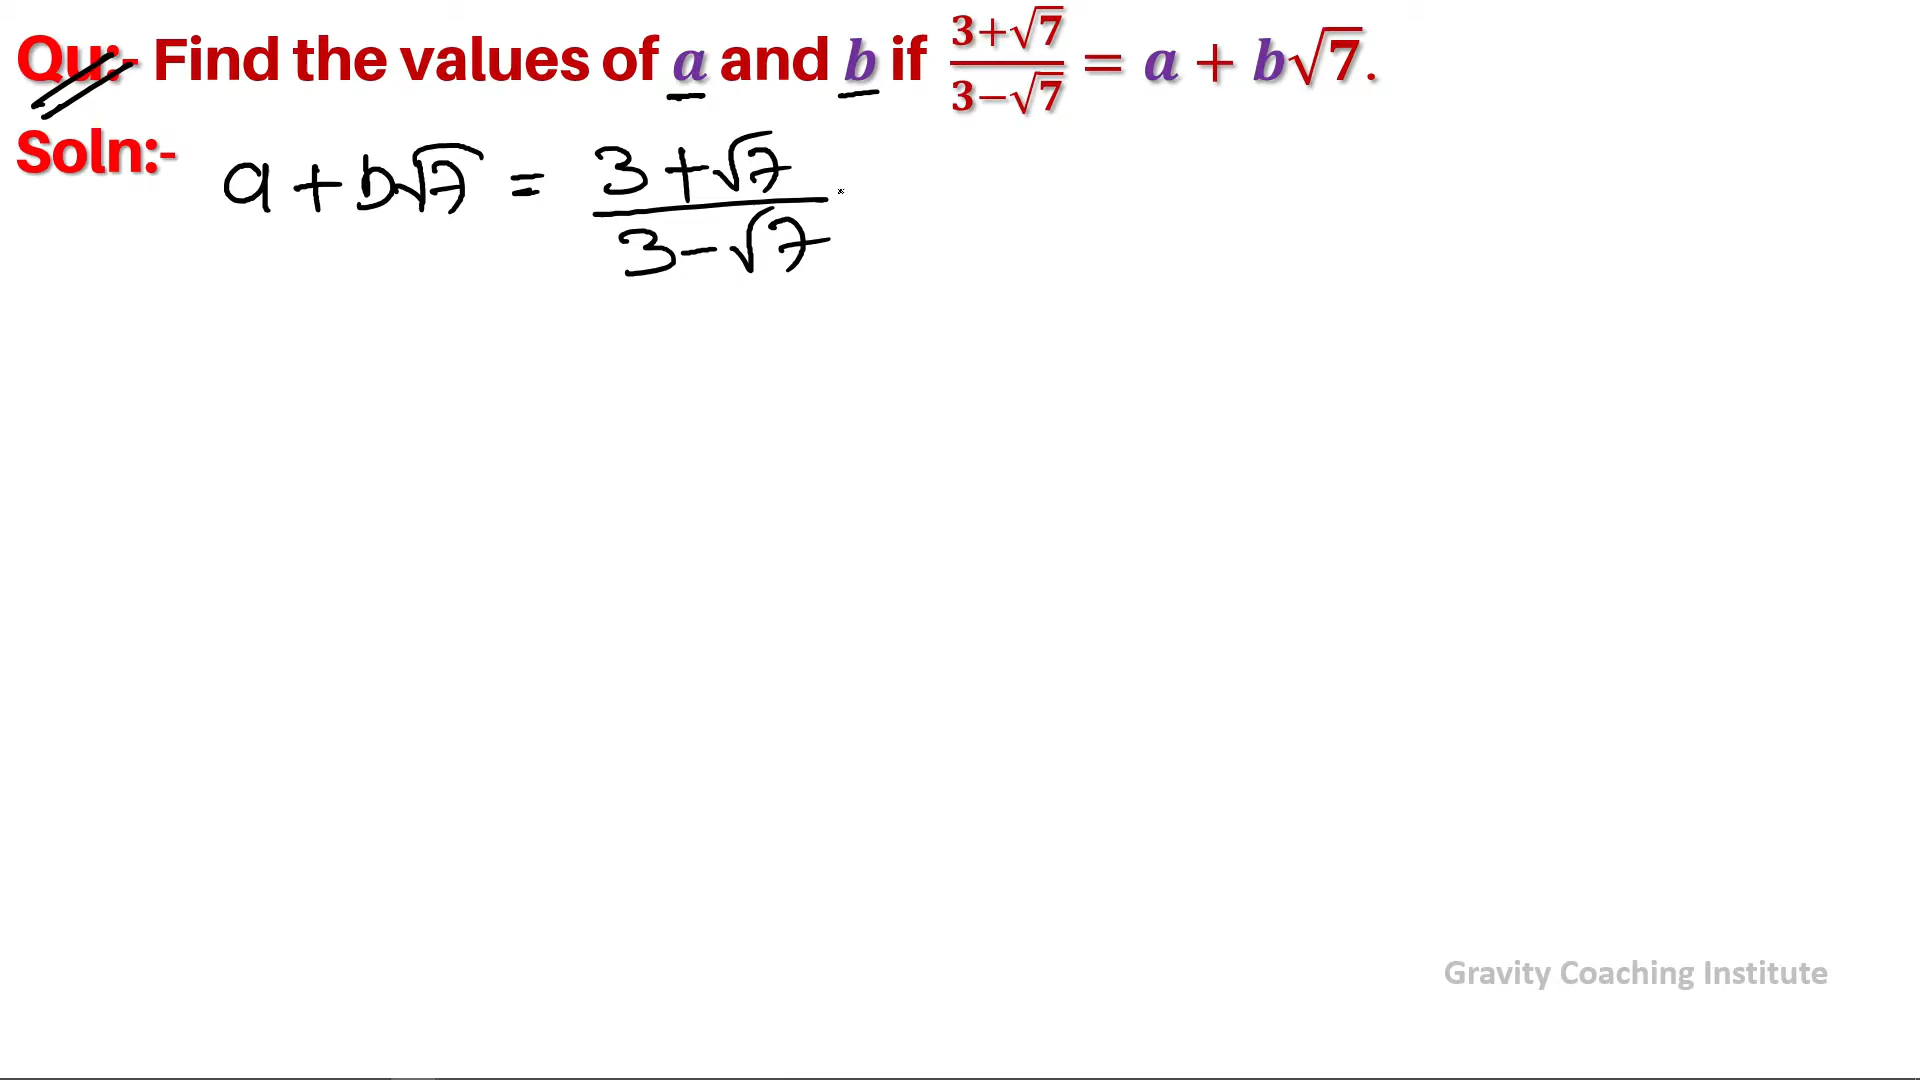 Qu:- Find the values of a and b if (3+√7)/(3−√7) = a + b√7.
Soln:- a + b√7 = (3 + √7)/(3 − √7)
Gravity Coaching Institute